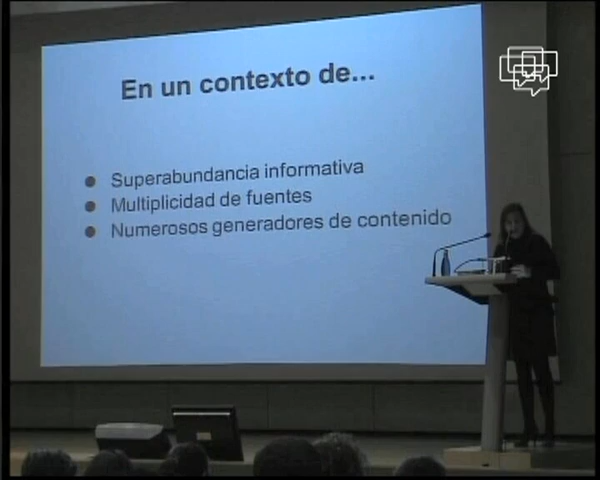 En un contexto de...
Superabundancia informativa
Multiplicidad de fuentes
Numerosos generadores de contenido